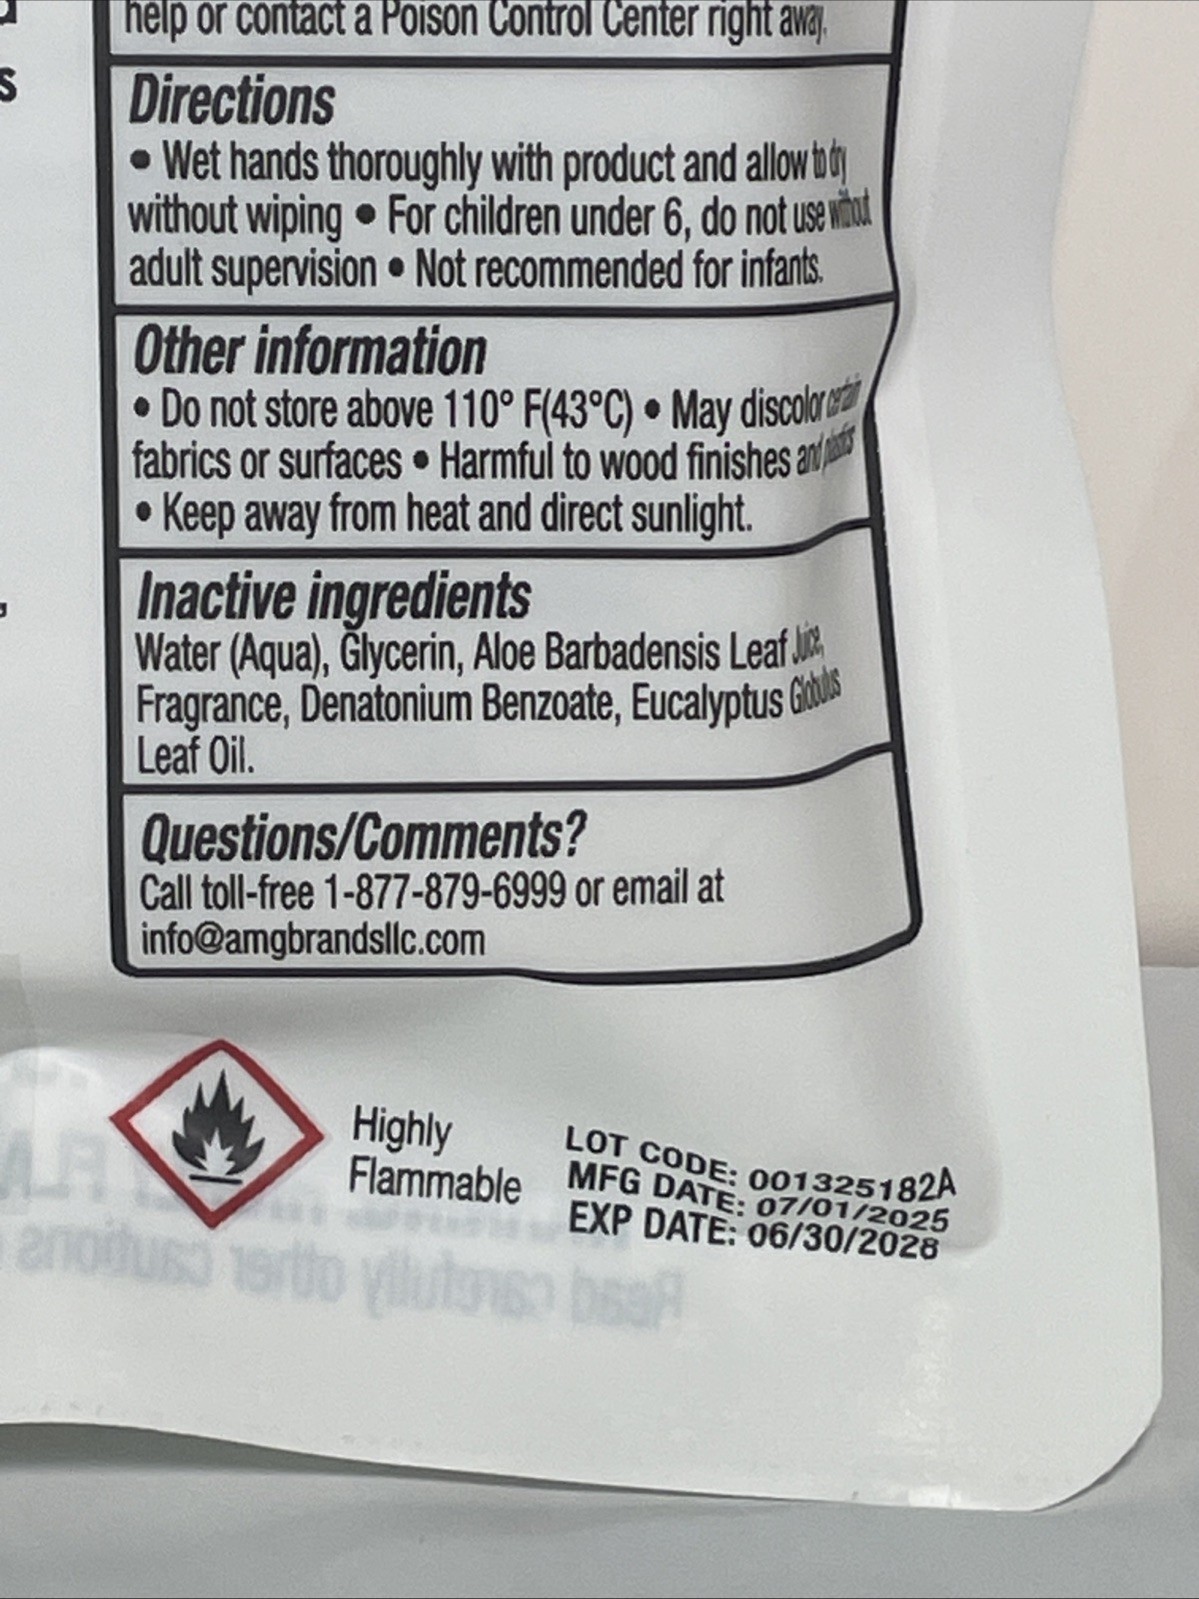 s
help or contact a Poison Control Center right away.
Directions
• Wet hands thoroughly with product and allow to dry
without wiping • For children under 6, do not use without
adult supervision • Not recommended for infants.
Other information
• Do not store above 110° F(43°C) • May discolor certain
fabrics or surfaces • Harmful to wood finishes and plastics
• Keep away from heat and direct sunlight.
,
Inactive ingredients
Water (Aqua), Glycerin, Aloe Barbadensis Leaf Juice,
Fragrance, Denatonium Benzoate, Eucalyptus Globulus
Leaf Oil.
Questions/Comments?
Call toll-free 1-877-879-6999 or email at
info@amgbrandsllc.com
Highly
Flammable
LOT CODE: 001325182A
MFG DATE: 07/01/2025
EXP DATE: 06/30/2028
Read carefully other cautions